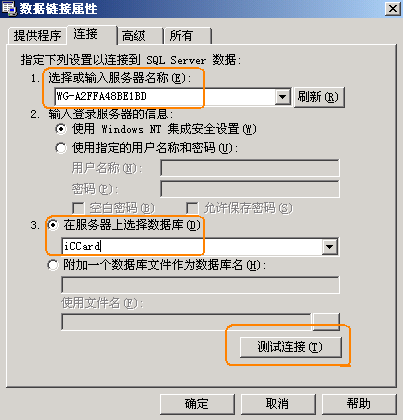 数据链接属性
提供程序 连接 高级 所有
指定下列设置以连接到 SQL Server 数据:
1. 选择或输入服务器名称(E):
WG-A2FFA48BE1BD 刷新(R)
2. 输入登录服务器的信息:
使用 Windows NT 集成安全设置(W)
使用指定的用户名称和密码(U):
用户名称(N):
密码(P):
空白密码(B) 允许保存密码(S)
3. 在服务器上选择数据库(D)
iCCard
附加一个数据库文件作为数据库名(H):
使用文件名(F):
测试连接(T)
确定 取消 帮助